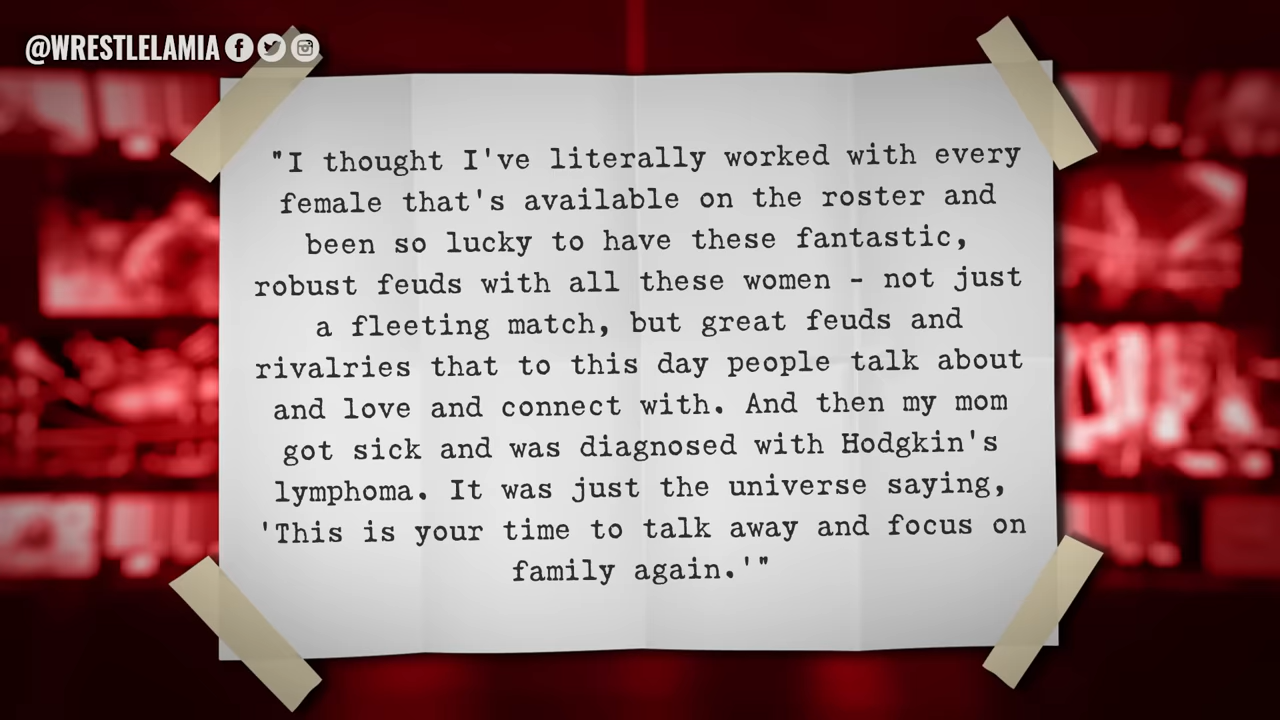 @WRESTLELAMIA
"I thought I've literally worked with every
female that's available on the roster and
been so lucky to have these fantastic,
robust feuds with all these women - not just
a fleeting match, but great feuds and
rivalries that to this day people talk about
and love and connect with. And then my mom
got sick and was diagnosed with Hodgkin's
lymphoma. It was just the universe saying,
'This is your time to talk away and focus on
family again.'"